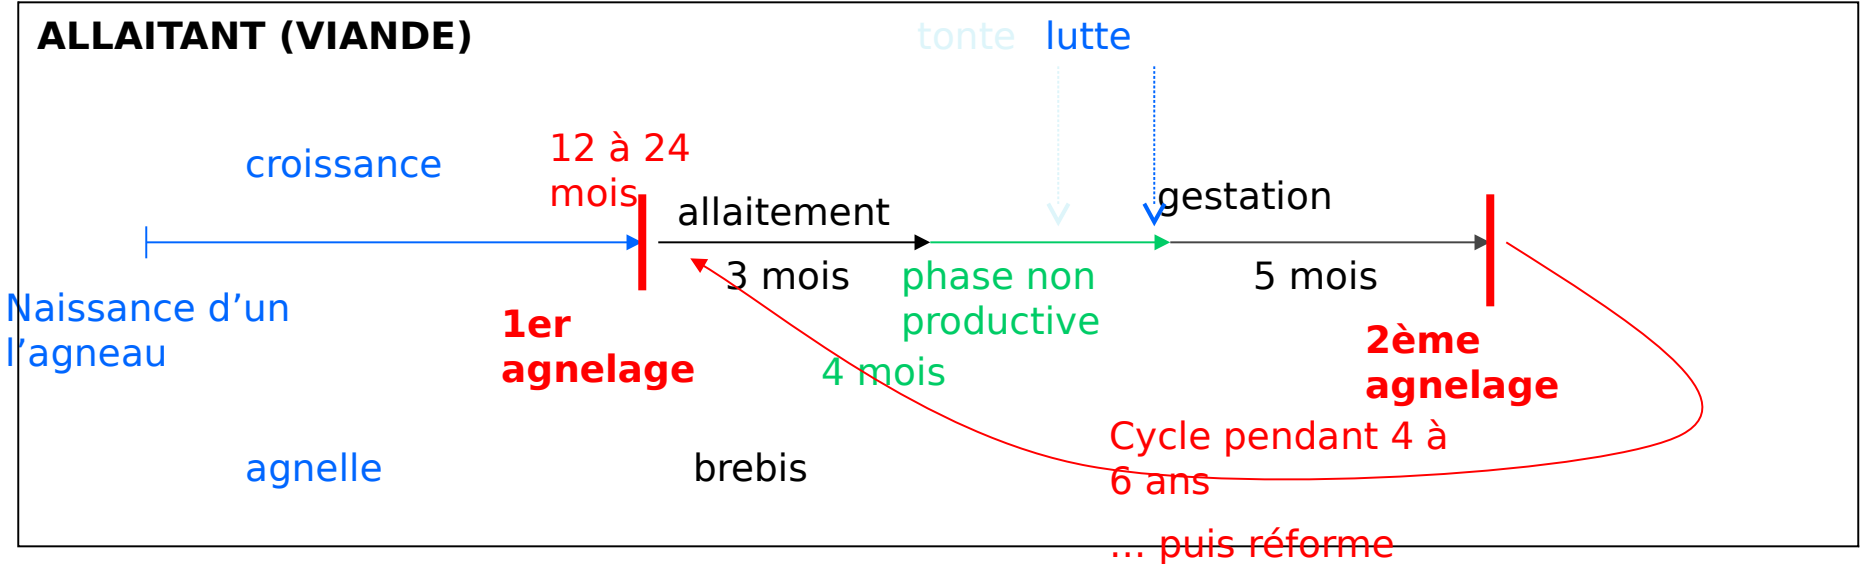 ALLAITANT (VIANDE)
tonte
lutte
croissance
12 à 24
mois
allaitement
gestation
3 mois
phase non
productive
4 mois
5 mois
Naissance d’un
l’agneau
1er
agnelage
2ème
agnelage
agnelle
brebis
Cycle pendant 4 à
6 ans
... puis réforme